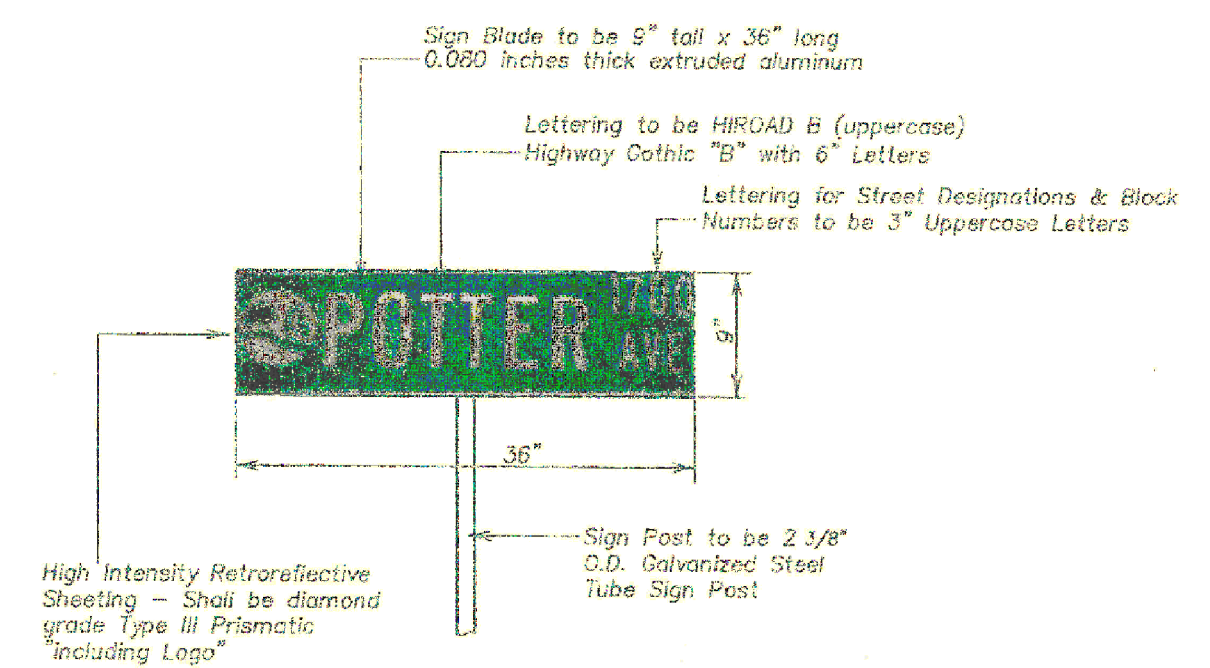 Sign Blade to be 9" tall x 36" long
0.080 inches thick extruded aluminum
Lettering to be HIROAD B (uppercase)
Highway Gothic "B" with 6" Letters
Lettering for Street Designations & Block
Numbers to be 3" Uppercase Letters
1700
POTTER
AVE
9"
36"
Sign Post to be 2 3/8"
O.D. Galvanized Steel
Tube Sign Post
High Intensity Retroreflective
Sheeting – Shall be diamond
grade Type III Prismatic
"including Logo"